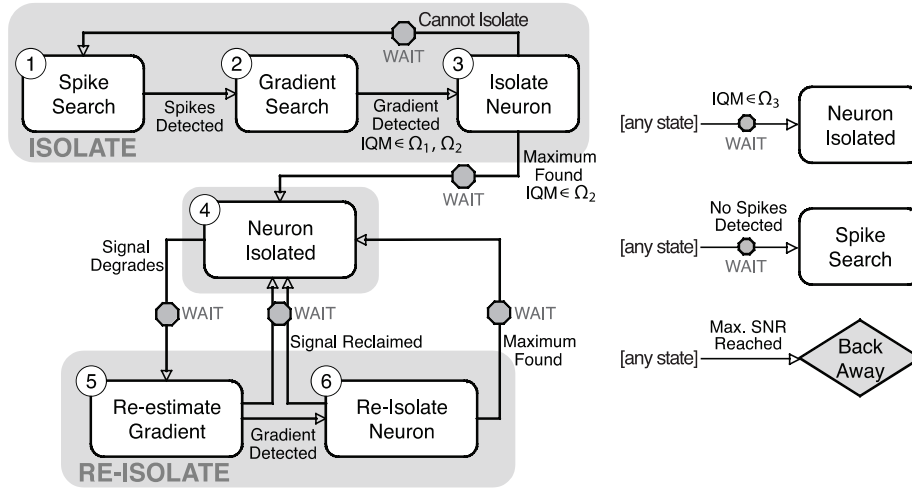 Cannot Isolate
WAIT
1
Spike
Search
Spikes
Detected
2
Gradient
Search
Gradient
Detected
IQM∈Ω₁, Ω₂
3
Isolate
Neuron
ISOLATE
Maximum
Found
IQM∈Ω₂
WAIT
4
Neuron
Isolated
Signal
Degrades
WAIT
WAIT
Signal Reclaimed
WAIT
Maximum
Found
5
Re-estimate
Gradient
Gradient
Detected
6
Re-Isolate
Neuron
RE-ISOLATE
[any state]
IQM∈Ω₃
WAIT
Neuron
Isolated
[any state]
No Spikes
Detected
WAIT
Spike
Search
[any state]
Max. SNR
Reached
Back
Away